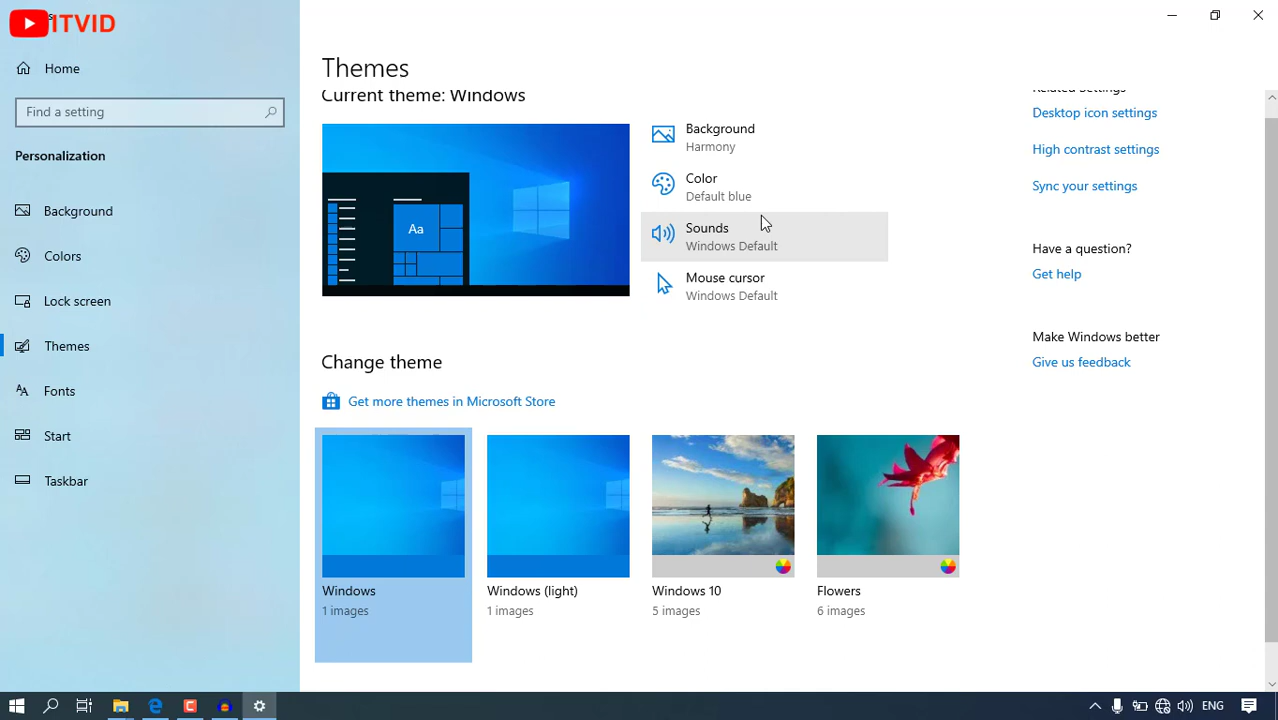 ITVID
Home
Find a setting
Personalization
Background
Colors
Lock screen
Themes
Fonts
Start
Taskbar
Themes
Current theme: Windows
Aa
Background
Harmony
Color
Default blue
Sounds
Windows Default
Mouse cursor
Windows Default
Change theme
Get more themes in Microsoft Store
Windows
1 images
Windows (light)
1 images
Windows 10
5 images
Flowers
6 images
Related Settings
Desktop icon settings
High contrast settings
Sync your settings
Have a question?
Get help
Make Windows better
Give us feedback
ENG